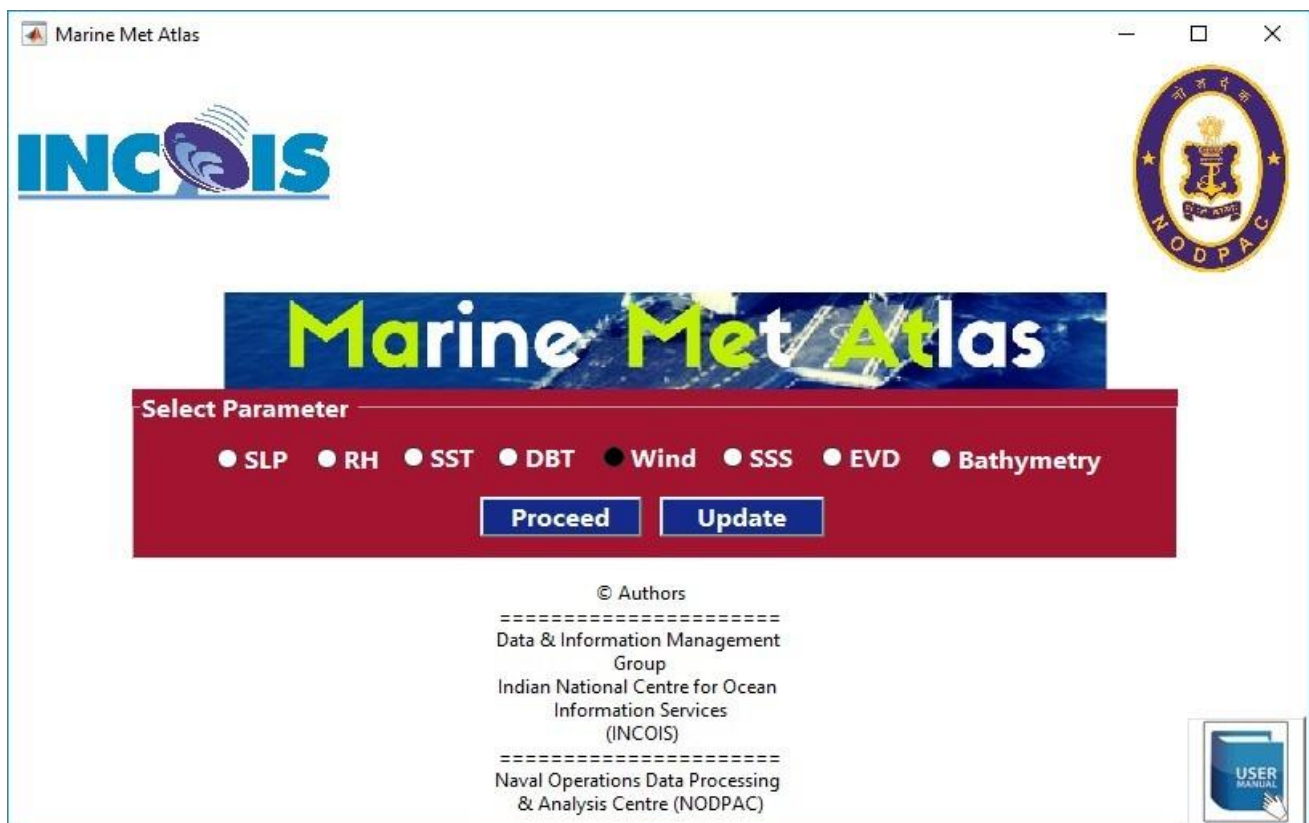 Marine Met Atlas
INCOIS
नौ सं प्रं कें
NODPAC
Marine Met Atlas
Select Parameter
SLP RH SST DBT Wind SSS EVD Bathymetry
Proceed Update
© Authors
======================
Data & Information Management
Group
Indian National Centre for Ocean
Information Services
(INCOIS)
======================
Naval Operations Data Processing
& Analysis Centre (NODPAC)
USER
MANUAL